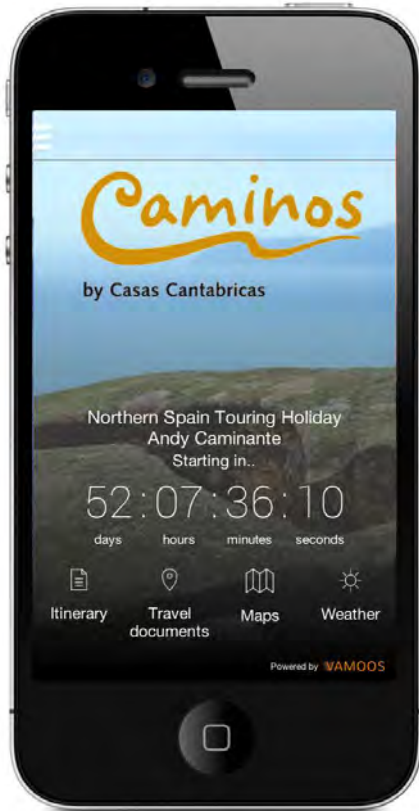 Caminos
by Casas Cantabricas
Northern Spain Touring Holiday
Andy Caminante
Starting in..
52:07:36:10
days hours minutes seconds
Itinerary Travel documents Maps Weather
Powered by VAMOOS